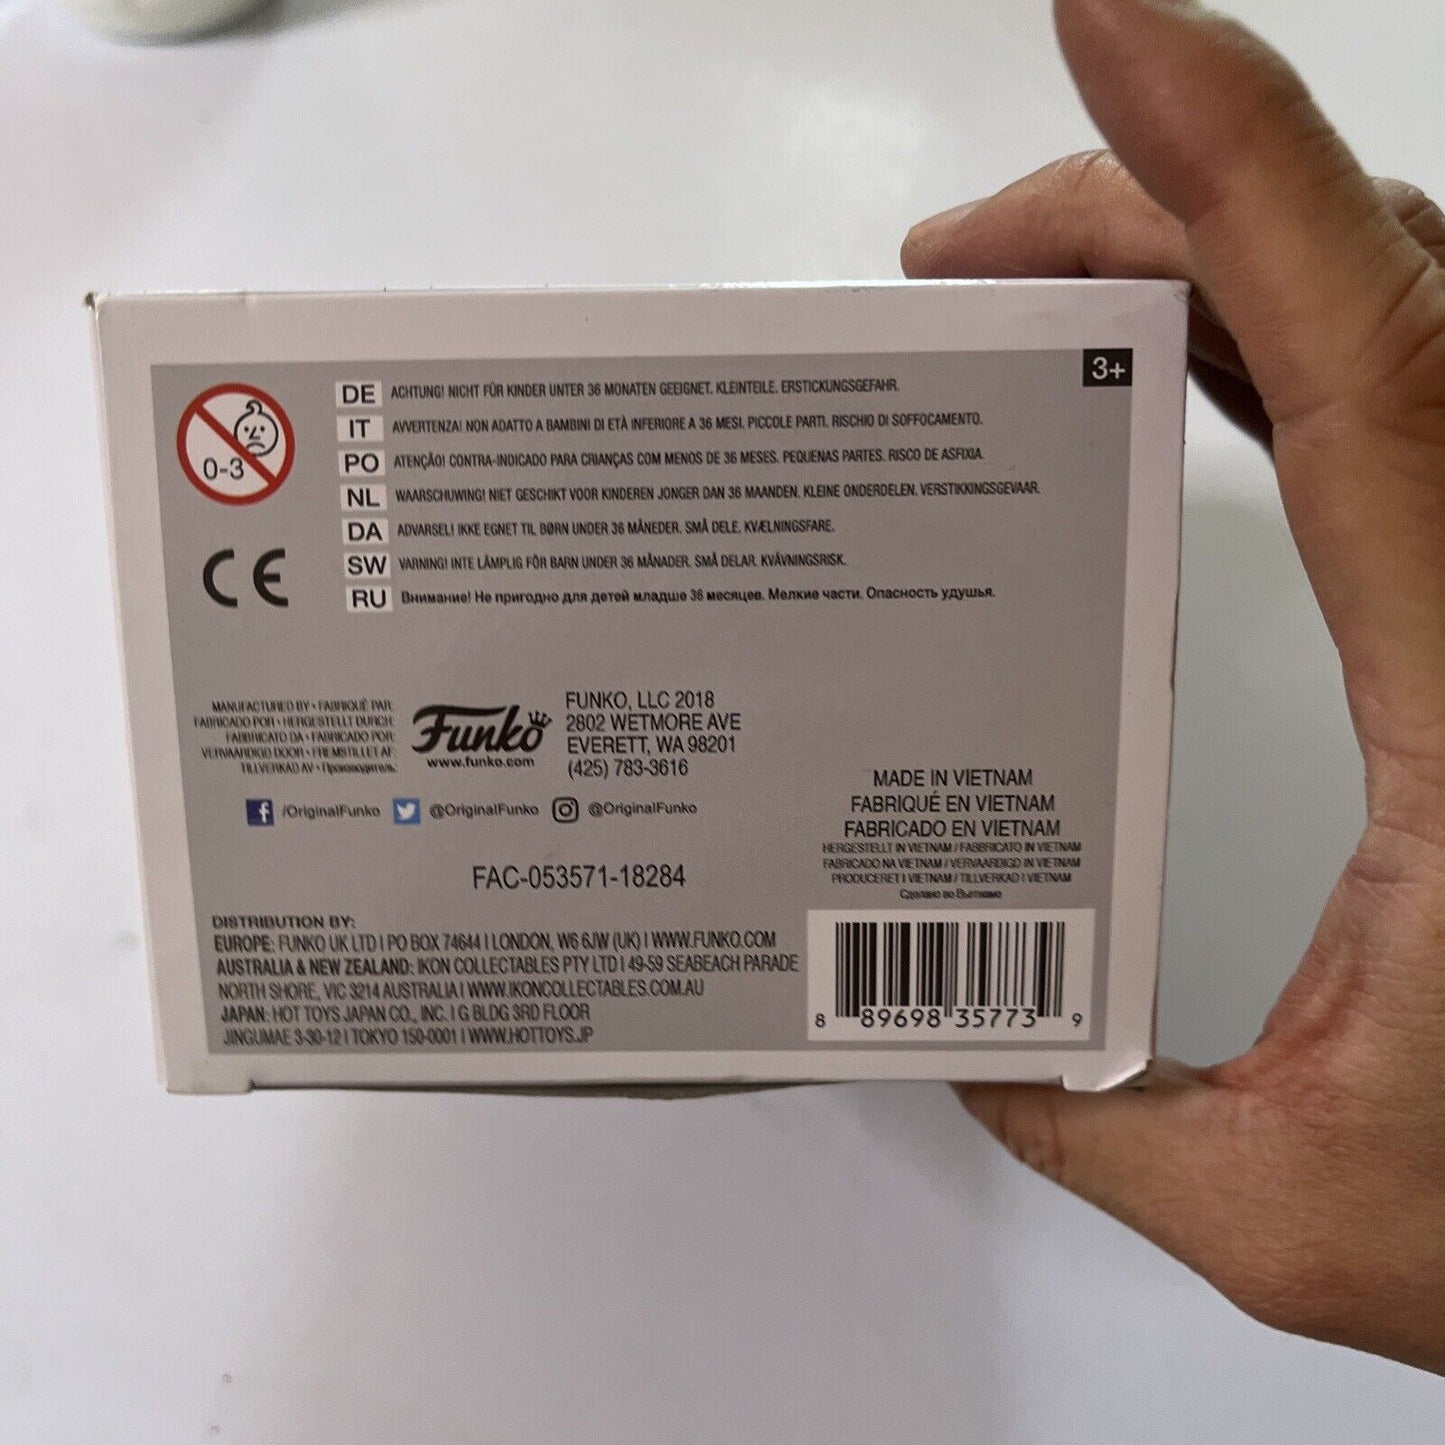 3+
0-3
DE ACHTUNG! NICHT FÜR KINDER UNTER 36 MONATEN GEEIGNET. KLEINTEILE. ERSTICKUNGSGEFAHR.
IT AVVERTENZA! NON ADATTO A BAMBINI DI ETÀ INFERIORE A 36 MESI. PICCOLE PARTI. RISCHIO DI SOFFOCAMENTO.
PO ATENÇÃO! CONTRA-INDICADO PARA CRIANÇAS COM MENOS DE 36 MESES. PEQUENAS PARTES. RISCO DE ASFIXIA.
NL WAARSCHUWING! NIET GESCHIKT VOOR KINDEREN JONGER DAN 36 MAANDEN. KLEINE ONDERDELEN. VERSTIKKINGSGEVAAR.
DA ADVARSEL! IKKE EGNET TIL BØRN UNDER 36 MÅNEDER. SMÅ DELE. KVÆLNINGSFARE.
SW VARNING! INTE LÄMPLIG FÖR BARN UNDER 36 MÅNADER. SMÅ DELAR. KVÄVNINGSRISK.
RU Внимание! Не пригодно для детей младше 36 месяцев. Мелкие части. Опасность удушья.
CE
MANUFACTURED BY • FABRIQUÉ PAR:
FABRICADO POR • HERGESTELLT DURCH:
FABBRICATO DA • FABRICADO POR:
VERVAARDIGD DOOR • FREMSTILLET AF:
TILLVERKAD AV • Производитель:
Funko
www.funko.com
FUNKO, LLC 2018
2802 WETMORE AVE
EVERETT, WA 98201
(425) 783-3616
f /OriginalFunko @OriginalFunko @OriginalFunko
FAC-053571-18284
MADE IN VIETNAM
FABRIQUÉ EN VIETNAM
FABRICADO EN VIETNAM
HERGESTELLT IN VIETNAM / FABBRICATO IN VIETNAM
FABRICADO NA VIETNAM / VERVAARDIGD IN VIETNAM
PRODUCERET I VIETNAM / TILLVERKAD I VIETNAM
Сделано во Вьетнаме
DISTRIBUTION BY:
EUROPE: FUNKO UK LTD | PO BOX 74644 | LONDON, W6 6JW (UK) | WWW.FUNKO.COM
AUSTRALIA & NEW ZEALAND: IKON COLLECTABLES PTY LTD | 49-59 SEABEACH PARADE
NORTH SHORE, VIC 3214 AUSTRALIA | WWW.IKONCOLLECTABLES.COM.AU
JAPAN: HOT TOYS JAPAN CO., INC. | G BLDG 3RD FLOOR
JINGUMAE 3-30-12 | TOKYO 150-0001 | WWW.HOTTOYS.JP
8 89698 35773 9